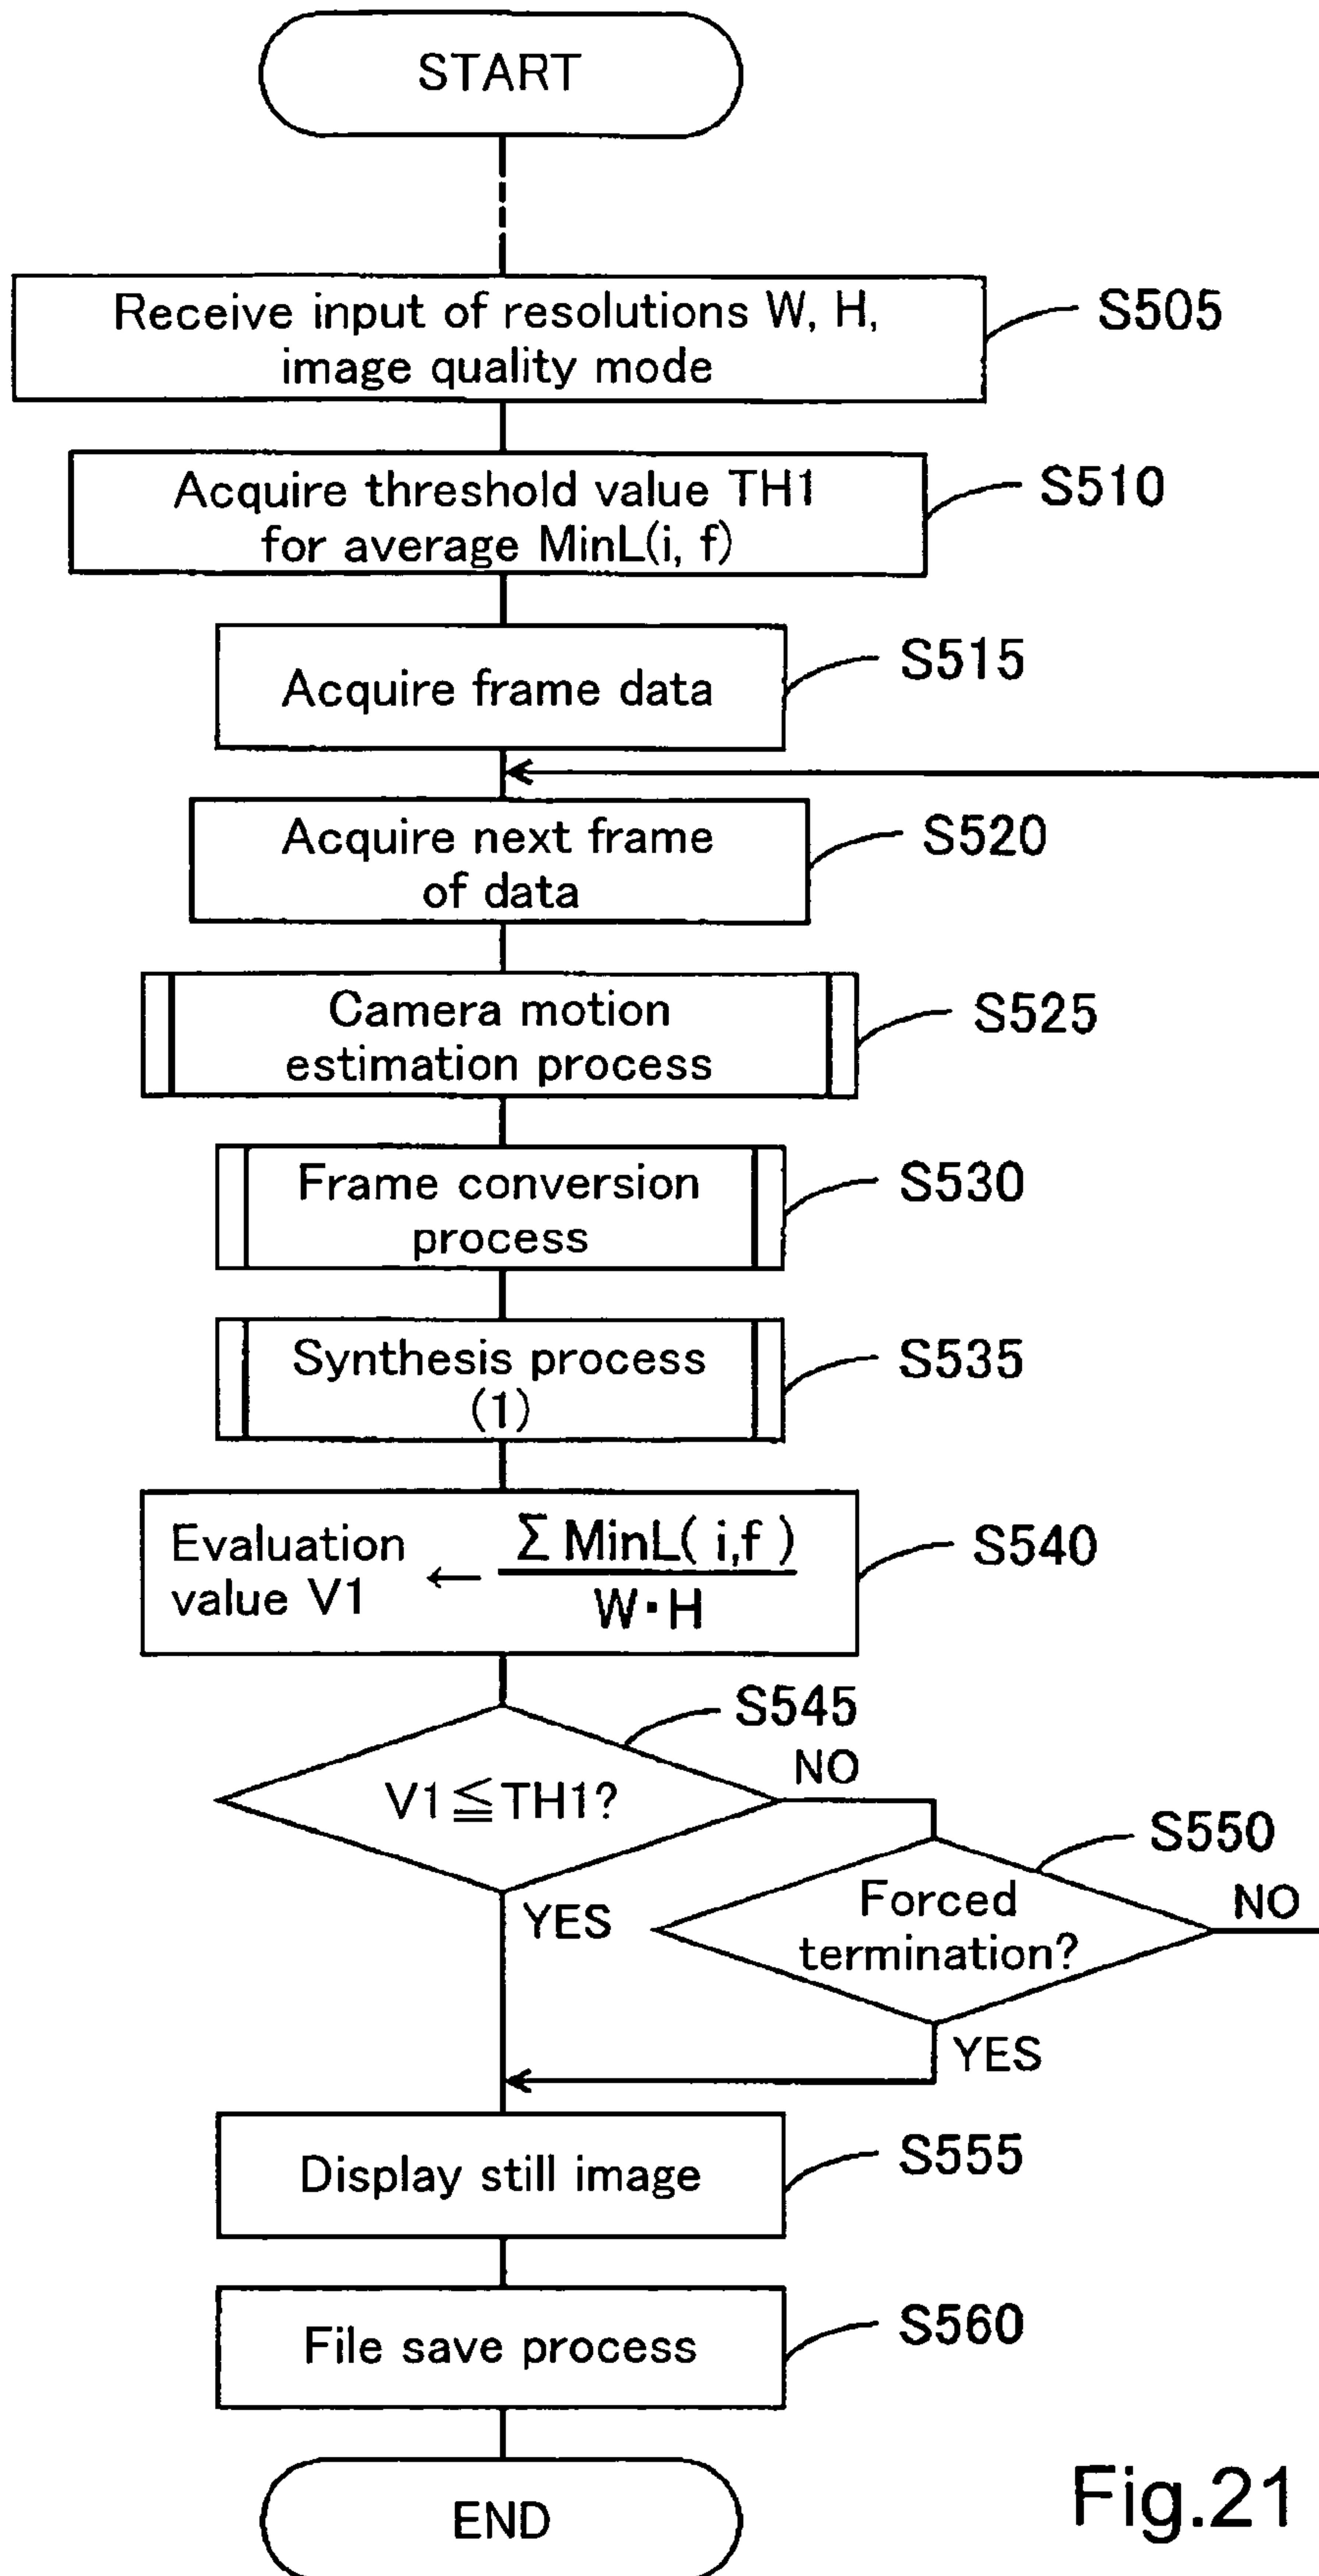 START
Receive input of resolutions W, H,
image quality mode
S505
Acquire threshold value TH1
for average MinL(i, f)
S510
Acquire frame data
S515
Acquire next frame
of data
S520
Camera motion
estimation process
S525
Frame conversion
process
S530
Synthesis process
(1)
S535
Evaluation
value V1
←
Σ MinL( i,f )
W・H
S540
S545
V1≦TH1?
NO
YES
S550
Forced
termination?
NO
YES
Display still image
S555
File save process
S560
END
Fig.21